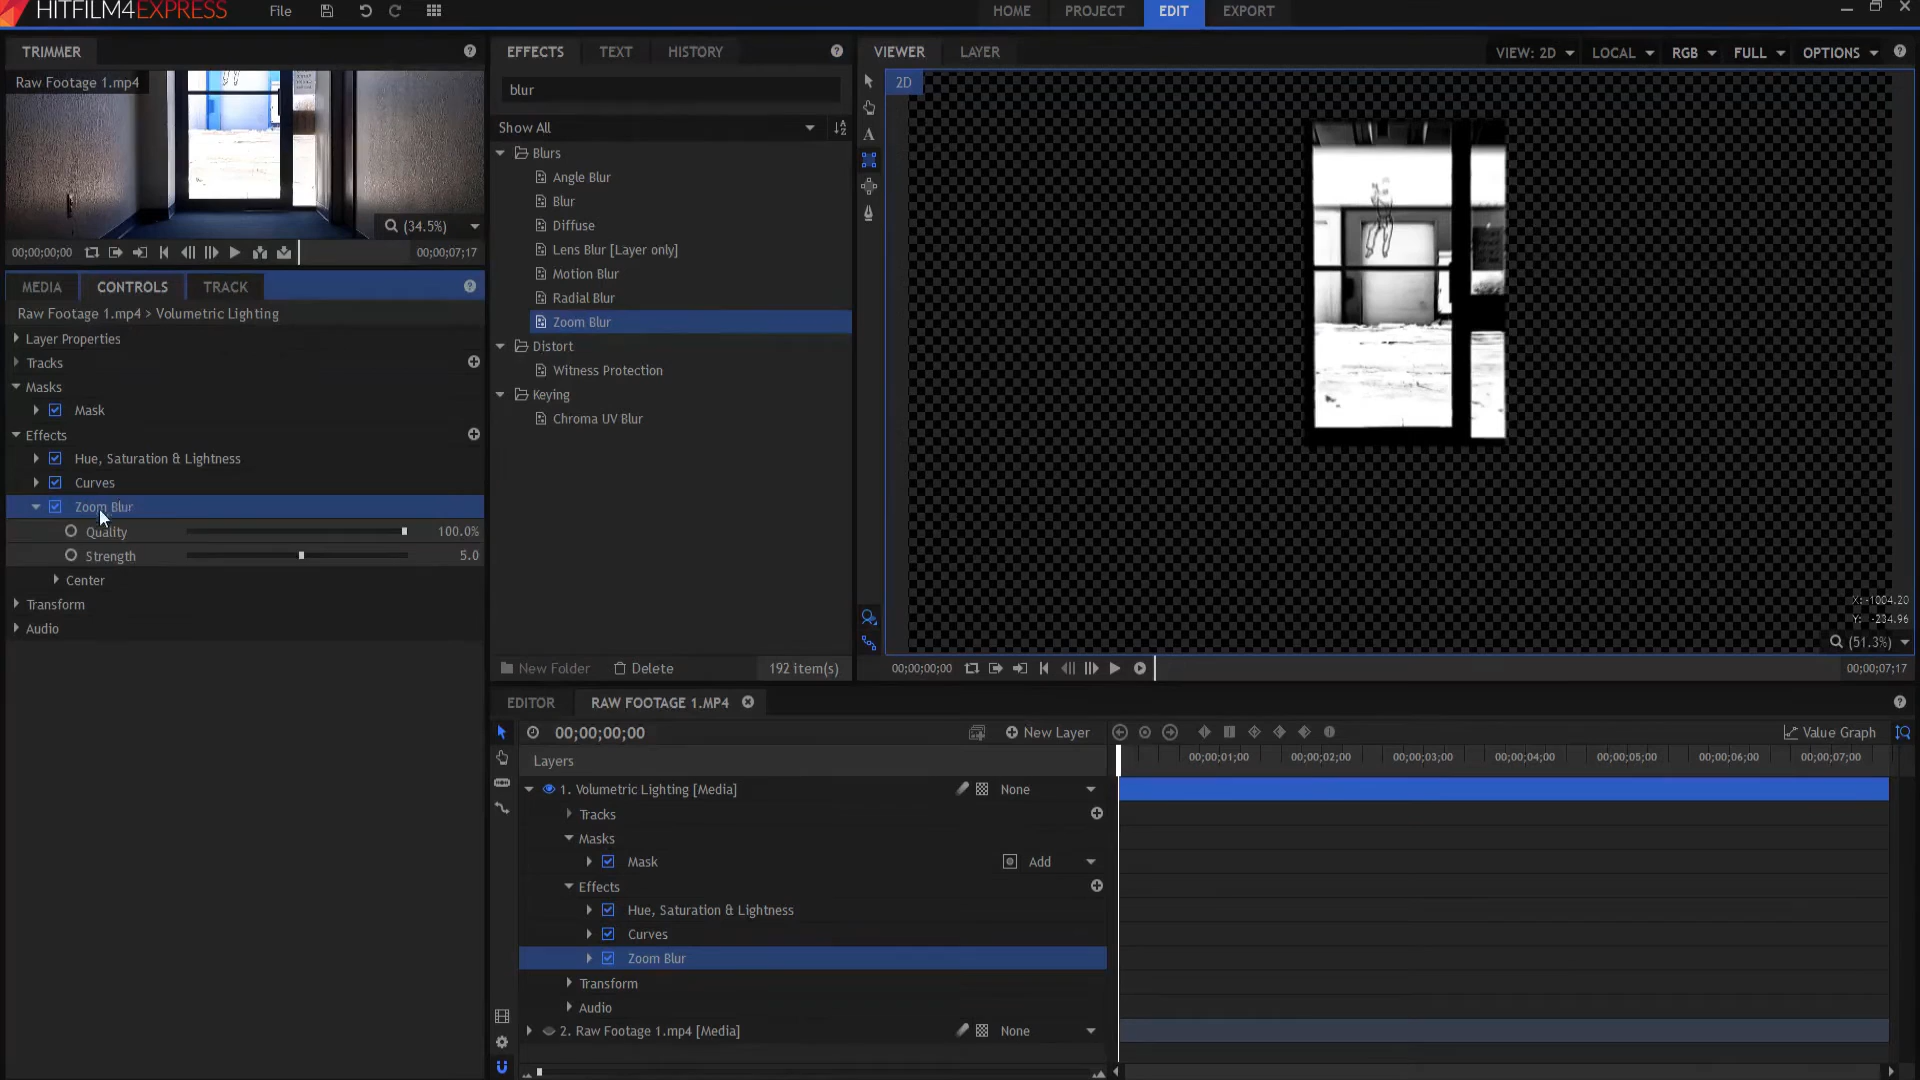 HITFILM4EXPRESS
File
HOME
PROJECT
EDIT
EXPORT
TRIMMER
Raw Footage 1.mp4
(34.5%)
00;00;00;00
00;00;07;17
EFFECTS
TEXT
HISTORY
blur
Show All
Blurs
Angle Blur
Blur
Diffuse
Lens Blur [Layer only]
Motion Blur
Radial Blur
Zoom Blur
Distort
Witness Protection
Keying
Chroma UV Blur
New Folder
Delete
192 item(s)
VIEWER
LAYER
VIEW: 2D
LOCAL
RGB
FULL
OPTIONS
2D
X: -1004.20
Y: -234.96
(51.3%)
00;00;00;00
00;00;07;17
MEDIA
CONTROLS
TRACK
Raw Footage 1.mp4 > Volumetric Lighting
Layer Properties
Tracks
Masks
Mask
Effects
Hue, Saturation & Lightness
Curves
Zoom Blur
Quality 100.0%
Strength 5.0
Center
Transform
Audio
EDITOR
RAW FOOTAGE 1.MP4
00;00;00;00
New Layer
Value Graph
Layers
00;00;01;00
00;00;02;00
00;00;03;00
00;00;04;00
00;00;05;00
00;00;06;00
00;00;07;00
1. Volumetric Lighting [Media] None
Tracks
Masks
Mask Add
Effects
Hue, Saturation & Lightness
Curves
Zoom Blur
Transform
Audio
2. Raw Footage 1.mp4 [Media] None